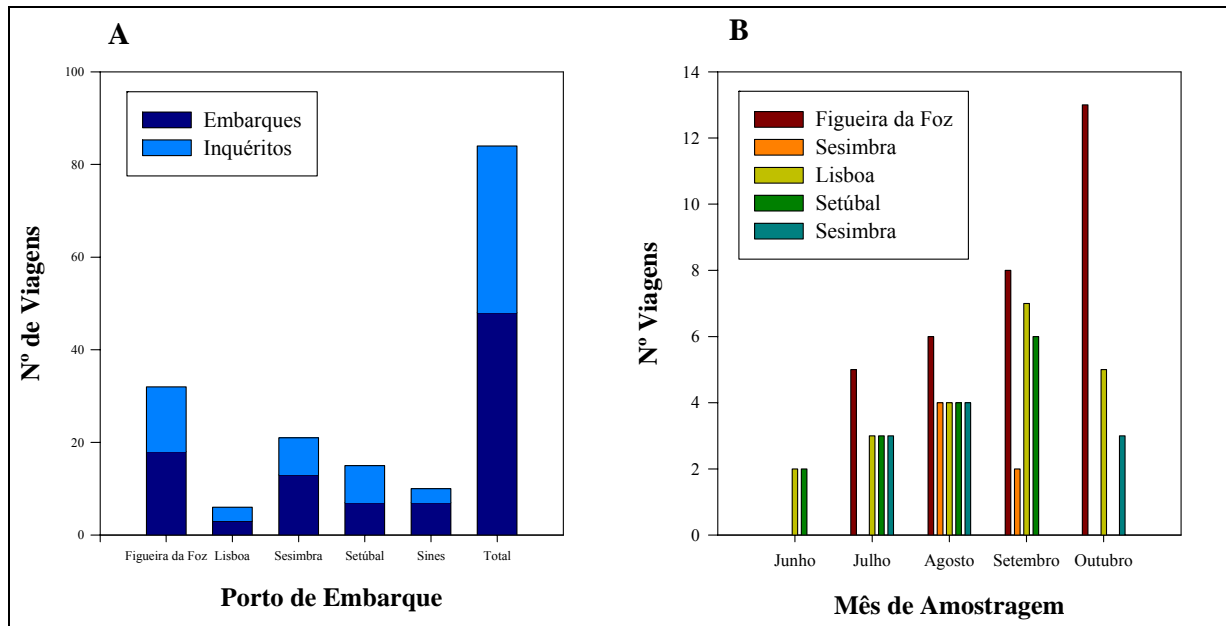 A
Nº de Viagens
100
80
60
40
20
0
Embarques
Inquéritos
Figueira da Foz Lisboa Sesimbra Setúbal Sines Total
Porto de Embarque
B
Nº Viagens
14
12
10
8
6
4
2
0
Figueira da Foz
Sesimbra
Lisboa
Setúbal
Sesimbra
Junho Julho Agosto Setembro Outubro
Mês de Amostragem